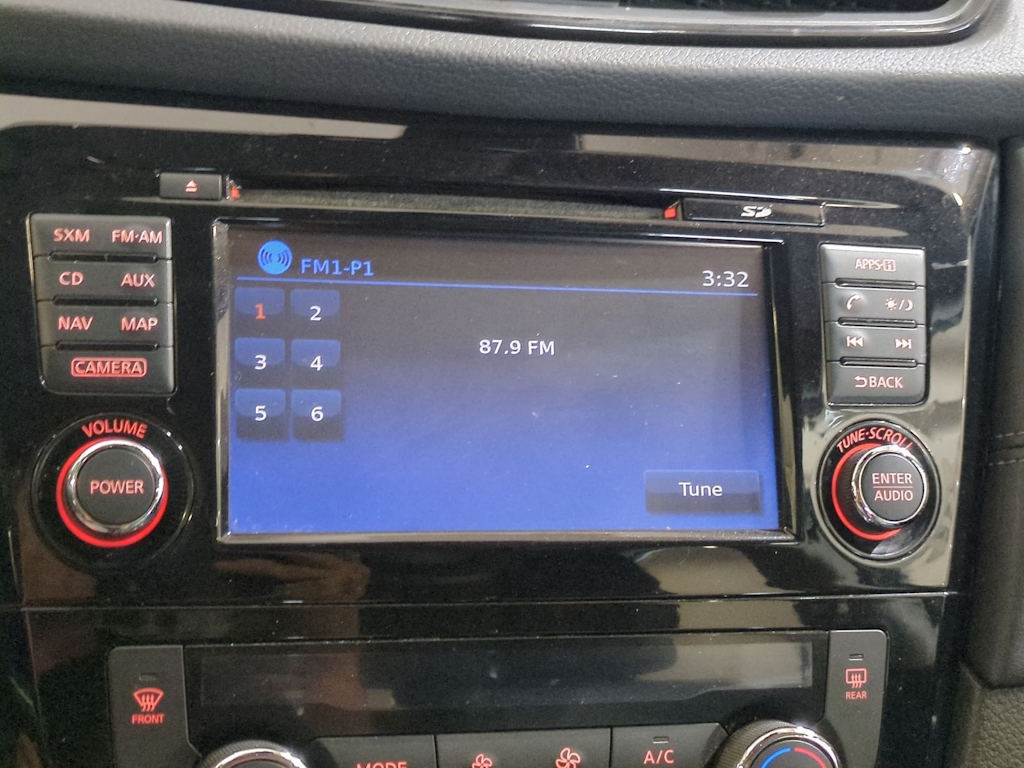 SXM FM·AM
CD AUX
NAV MAP
CAMERA
VOLUME
POWER
SD
FM1-P1
3:32
1 2
87.9 FM
3 4
5 6
Tune
APPS·i
BACK
TUNE·SCROLL
ENTER
AUDIO
FRONT
REAR
MODE
A/C